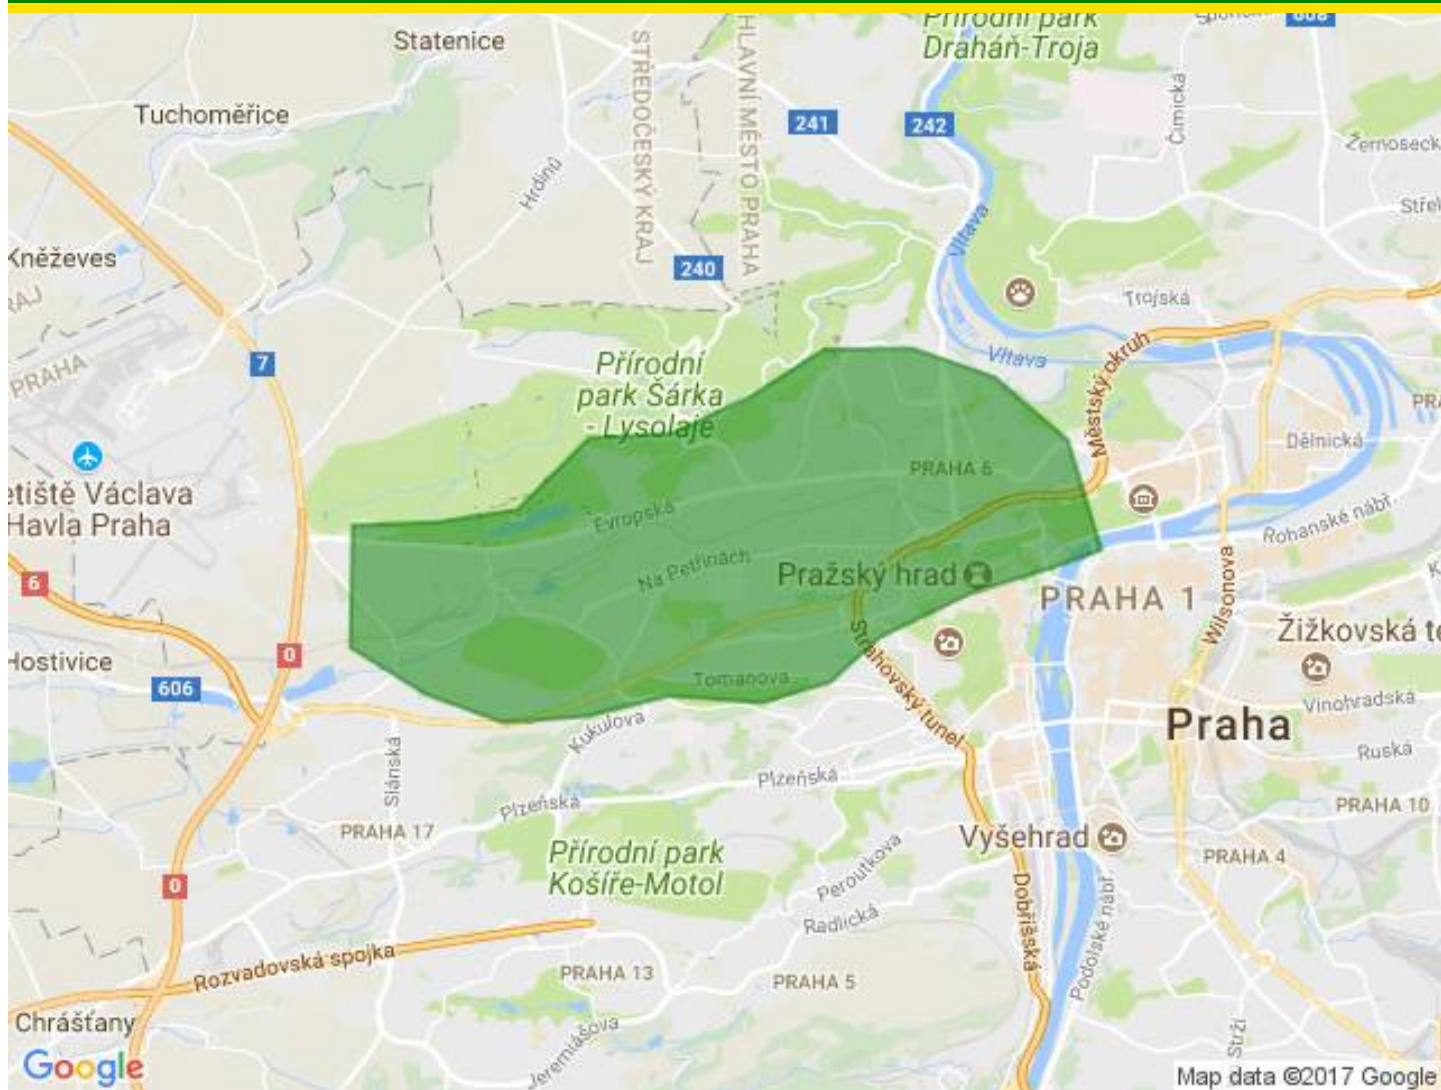 Přírodní park
Draháň-Troja
608
Statenice
STŘEDOČESKÝ KRAJ
HLAVNÍ MĚSTO PRAHA
Tuchoměřice
241
242
Čimická
Hrdinů
Kněževes
240
Vltava
Trojská
PRAHA
7
Přírodní
park Šárka
- Lysolaje
Vltava
Městský okruh
Dělnická
PRAHA 6
etiště Václava
Havla Praha
Evropská
Rohanské nábř.
6
Na Petřinách
Pražský hrad
PRAHA 1
Wilsonova
Hostivice
0
606
Žižkovská te
Tomanova
Strahovský tunel
Vinohradská
Kukulova
Praha
Ruská
Slánská
Plzeňská
Plzeňská
PRAHA 17
PRAHA 10
Vyšehrad
Přírodní park
Košíře-Motol
Peroutkova
PRAHA 4
0
Radlická
Dobříšská
Podolské nábř.
Rozvadovská spojka
PRAHA 13
PRAHA 5
Chrášťany
Jeremiášova
Strží
Google
Map data ©2017 Google